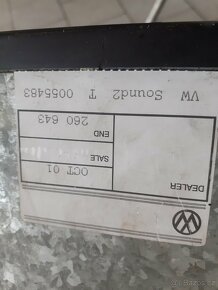 VW Sound2 T 0055483
260 643
END
SALE
OCT 01
DEALER